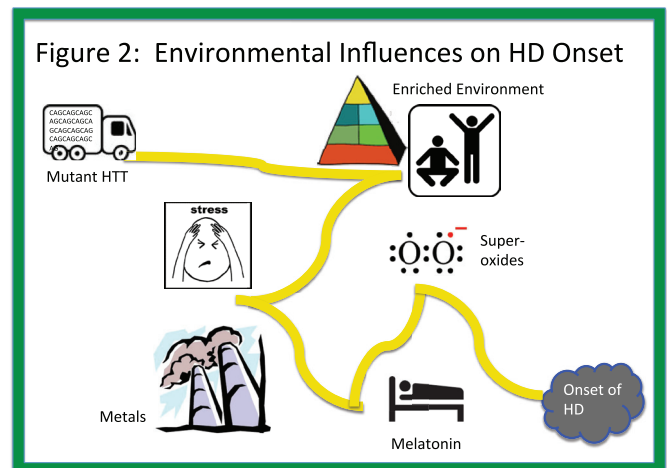 Figure 2: Environmental Influences on HD Onset
Enriched Environment
CAGCAGCAGC
AGCAGCAGCA
GCAGCAGCAG
CAGCAGCAGC
AG
Mutant HTT
stress
:O:O:
Super-
oxides
Metals
Melatonin
Onset of
HD